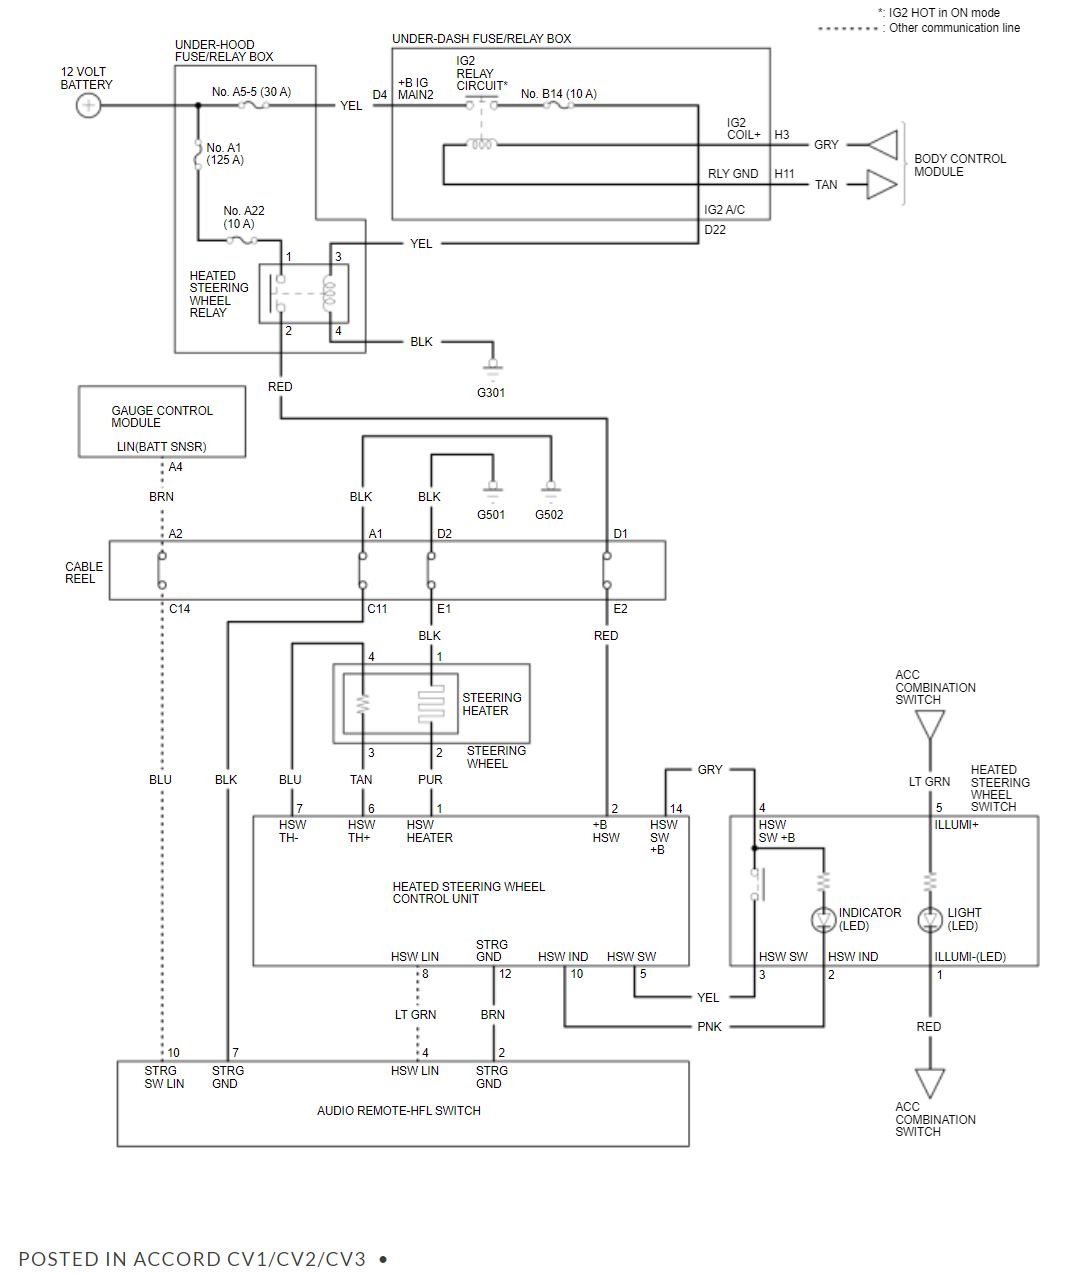 *: IG2 HOT in ON mode
: Other communication line
UNDER-HOOD
FUSE/RELAY BOX
UNDER-DASH FUSE/RELAY BOX
12 VOLT
BATTERY
No. A5-5 (30 A)
YEL
D4
+B IG
MAIN2
IG2
RELAY
CIRCUIT*
No. B14 (10 A)
No. A1
(125 A)
IG2
COIL+
H3
GRY
RLY GND
H11
TAN
BODY CONTROL
MODULE
No. A22
(10 A)
IG2 A/C
D22
YEL
1
3
HEATED
STEERING
WHEEL
RELAY
2
4
BLK
G301
RED
GAUGE CONTROL
MODULE
LIN(BATT SNSR)
A4
BRN
BLK
BLK
G501
G502
A2
A1
D2
D1
CABLE
REEL
C14
C11
E1
E2
BLK
RED
4
1
STEERING
HEATER
3
2
STEERING
WHEEL
BLU
BLK
BLU
TAN
PUR
GRY
ACC
COMBINATION
SWITCH
LT GRN
HEATED
STEERING
WHEEL
SWITCH
7
6
1
2
14
4
5
HSW
TH-
HSW
TH+
HSW
HEATER
+B
HSW
HSW
SW
+B
HSW
SW +B
ILLUMI+
HEATED STEERING WHEEL
CONTROL UNIT
INDICATOR
(LED)
LIGHT
(LED)
HSW LIN
STRG
GND
HSW IND
HSW SW
HSW SW
HSW IND
ILLUMI-(LED)
8
12
10
5
3
2
1
YEL
LT GRN
BRN
PNK
RED
10
7
4
2
STRG
SW LIN
STRG
GND
HSW LIN
STRG
GND
AUDIO REMOTE-HFL SWITCH
ACC
COMBINATION
SWITCH
POSTED IN ACCORD CV1/CV2/CV3 •